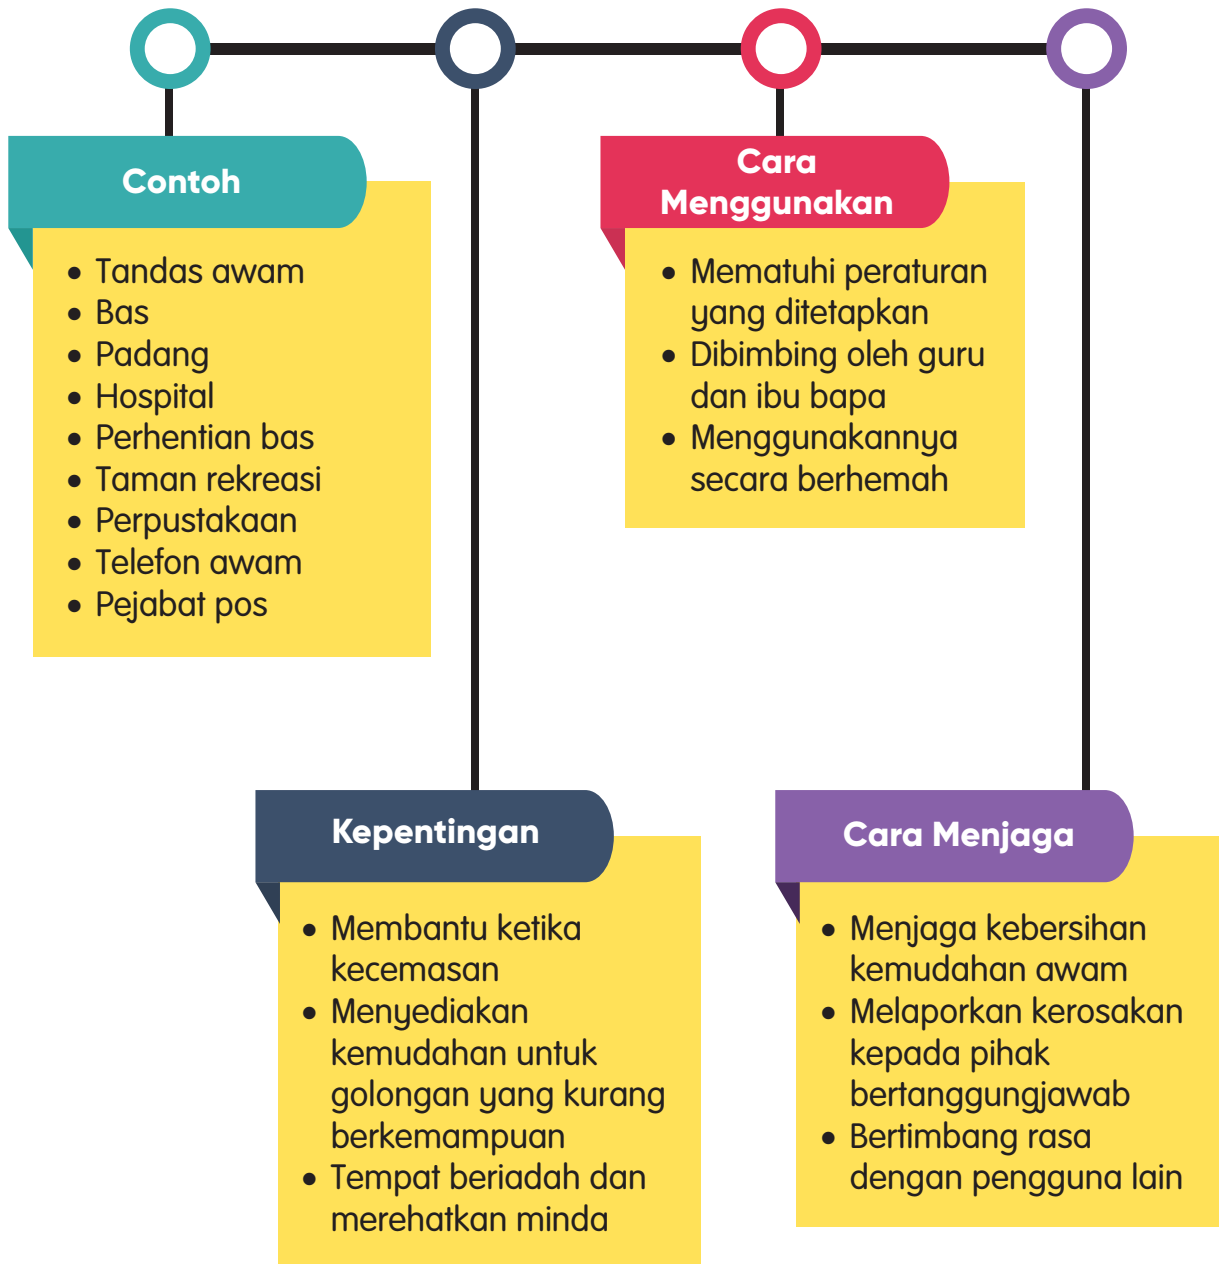 Contoh
• Tandas awam
• Bas
• Padang
• Hospital
• Perhentian bas
• Taman rekreasi
• Perpustakaan
• Telefon awam
• Pejabat pos
Kepentingan
• Membantu ketika
kecemasan
• Menyediakan
kemudahan untuk
golongan yang kurang
berkemampuan
• Tempat beriadah dan
merehatkan minda
Cara
Menggunakan
• Mematuhi peraturan
yang ditetapkan
• Dibimbing oleh guru
dan ibu bapa
• Menggunakannya
secara berhemah
Cara Menjaga
• Menjaga kebersihan
kemudahan awam
• Melaporkan kerosakan
kepada pihak
bertanggungjawab
• Bertimbang rasa
dengan pengguna lain